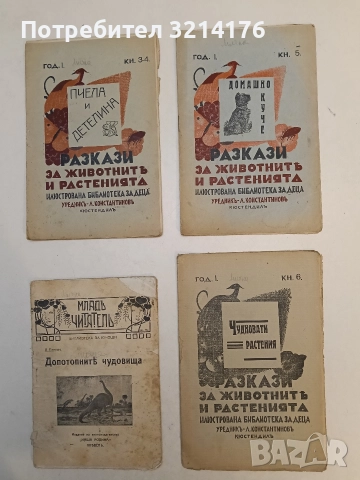 2 3214176
ГОД. I.
КН. 3-4.
ПЧЕЛА
И
ДЕТЕЛИНА
РАЗКАЗИ
ЗА ЖИВОТНИТѢ
И РАСТЕНИЯТА
ИЛЮСТРОВАНА БИБЛИОТЕКА ЗА ДЕЦА
УРЕДНИКЪ - Л. КОНСТАНТИНОВЪ
КЮСТЕНДИЛЪ
ГОД. I.
КН. 5.
ДОМАШНО
КУЧЕ
РАЗКАЗИ
ЗА ЖИВОТНИТѢ
И РАСТЕНИЯТА
ИЛЮСТРОВАНА БИБЛИОТЕКА ЗА ДЕЦА
УРЕДНИКЪ - Л. КОНСТАНТИНОВЪ
КЮСТЕНДИЛЪ
МЛАДЪ
ЧИТАТЕЛЬ
Допотопнитѣ чудовища
ГОД. I.
КН. 6.
ЧУДНОВАТИ
РАСТЕНИЯ
РАЗКАЗИ
ЗА ЖИВОТНИТѢ
И РАСТЕНИЯТА
ИЛЮСТРОВАНА БИБЛИОТЕКА ЗА ДЕЦА
УРЕДНИКЪ - Л. КОНСТАНТИНОВЪ
КЮСТЕНДИЛЪ
BAZAR